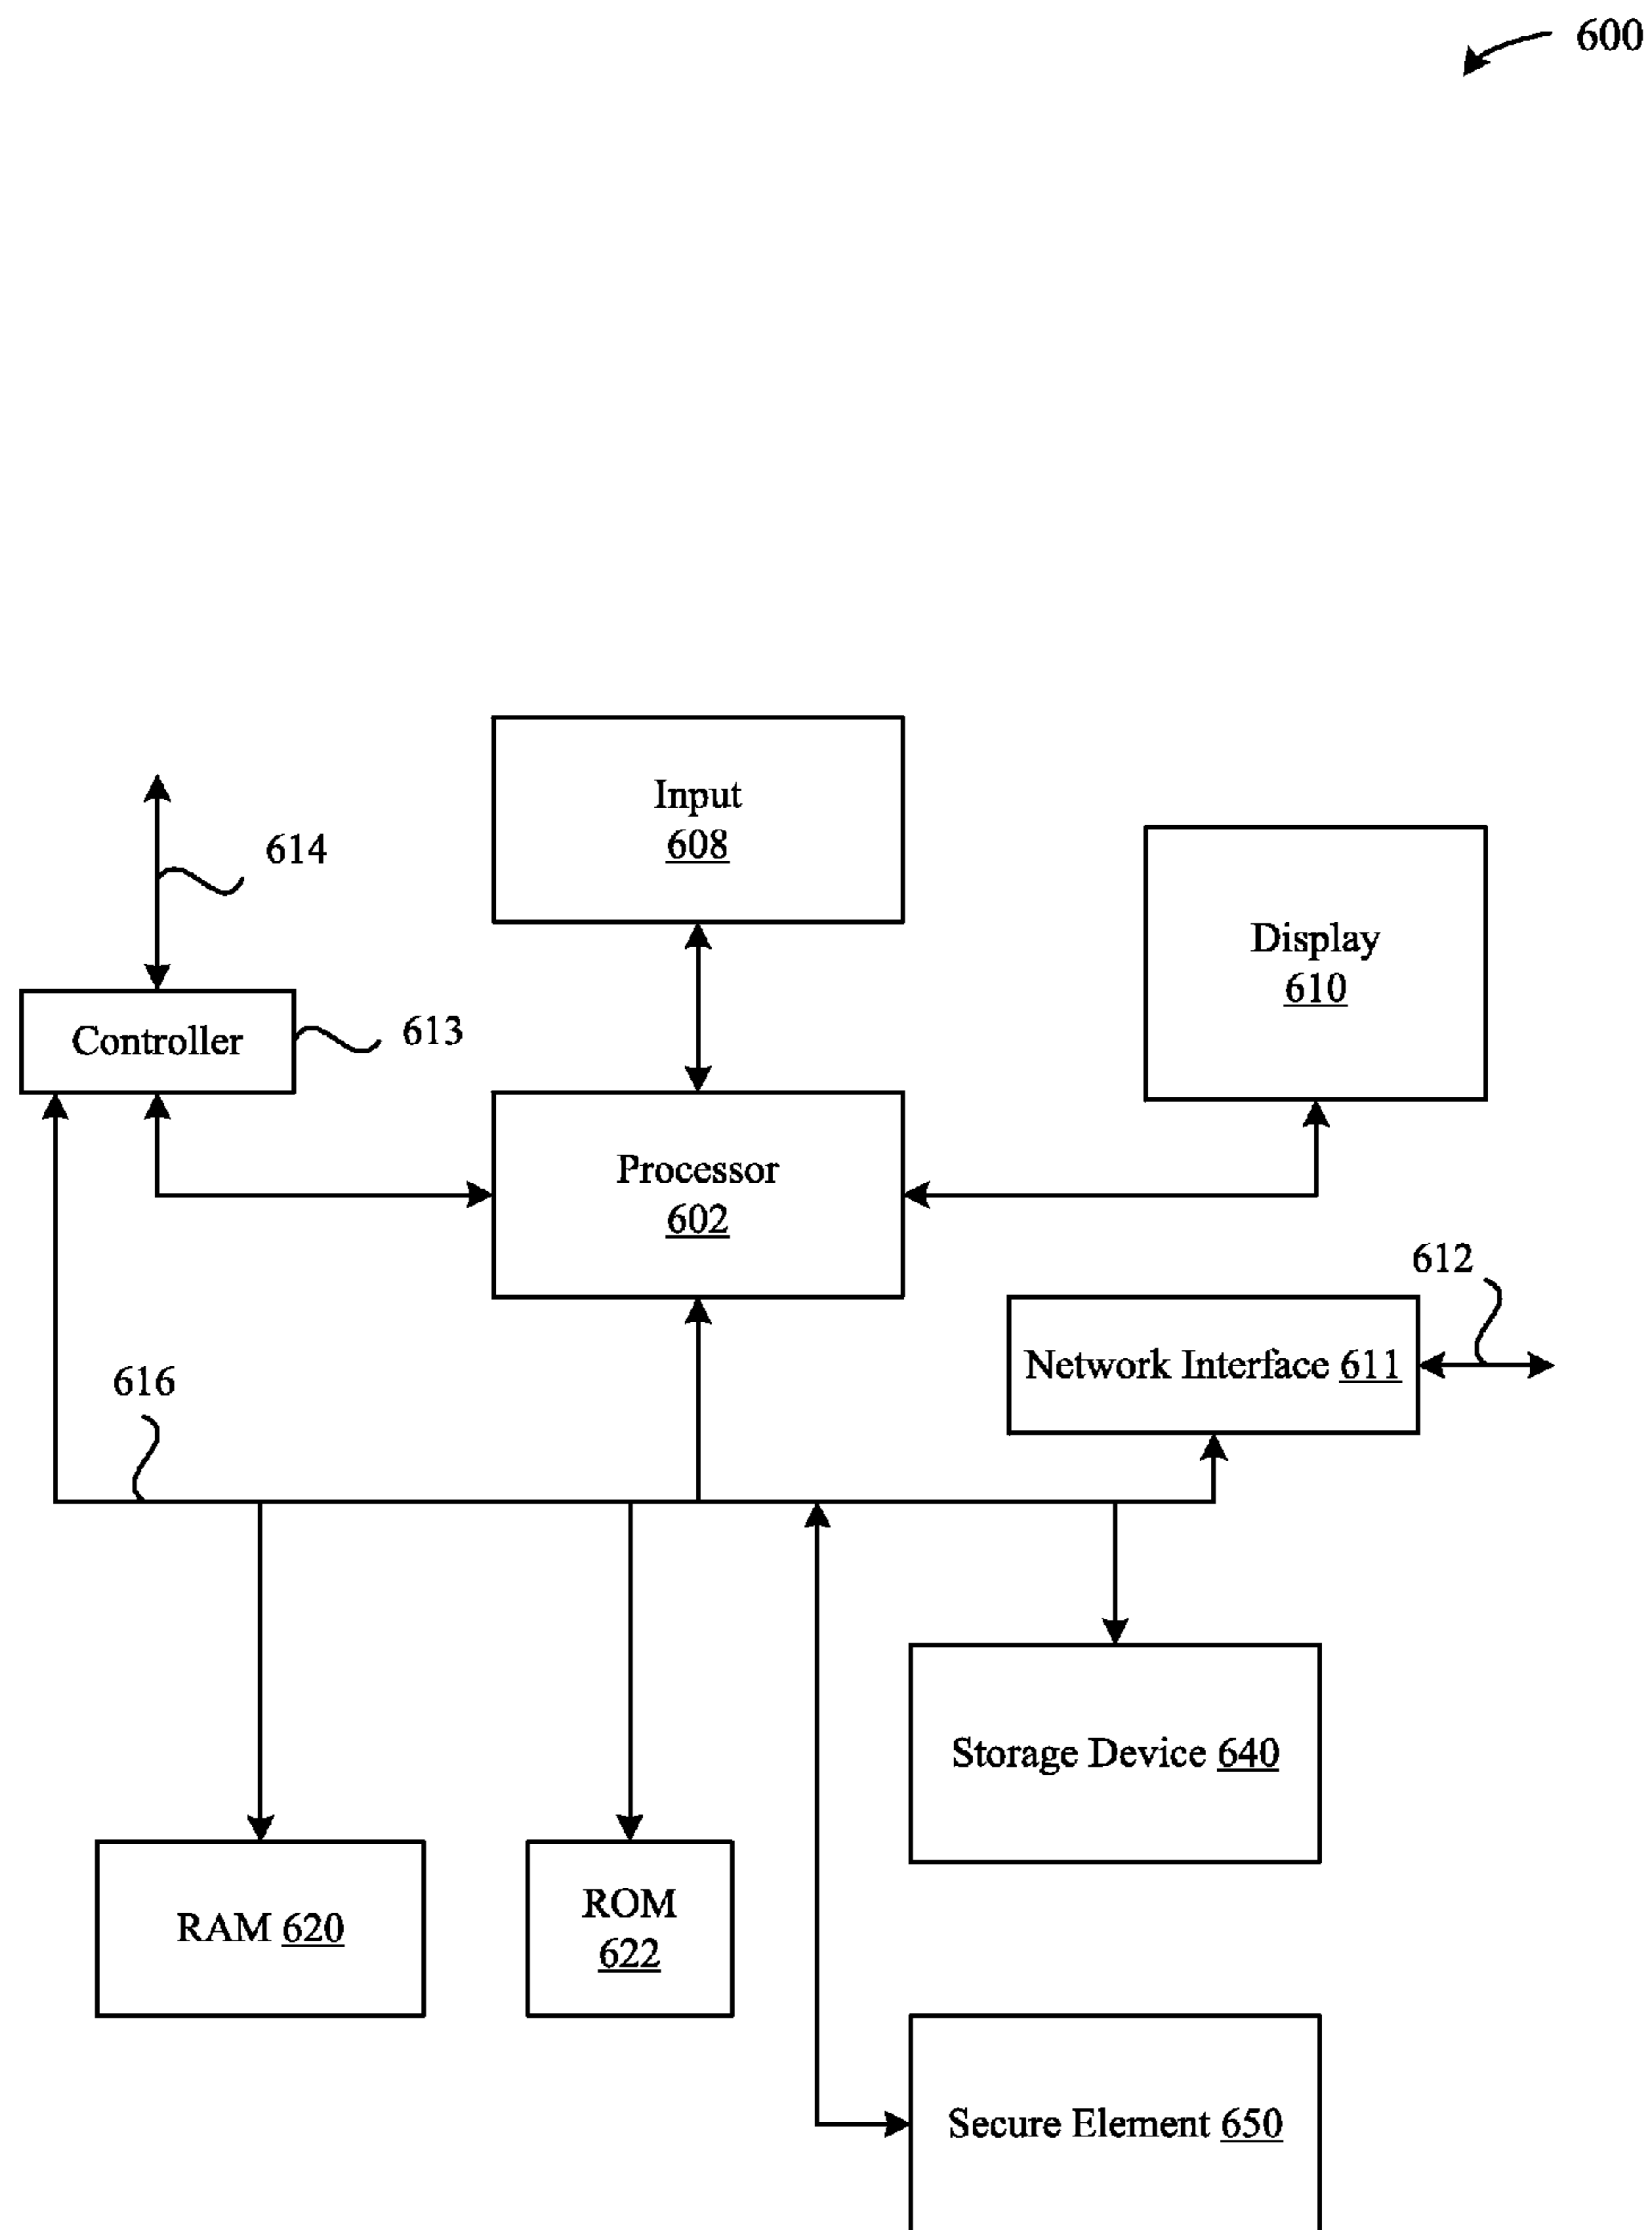 600
Input
608
614
Display
610
Controller
613
Processor
602
612
Network Interface 611
616
Storage Device 640
RAM 620
ROM
622
Secure Element 650